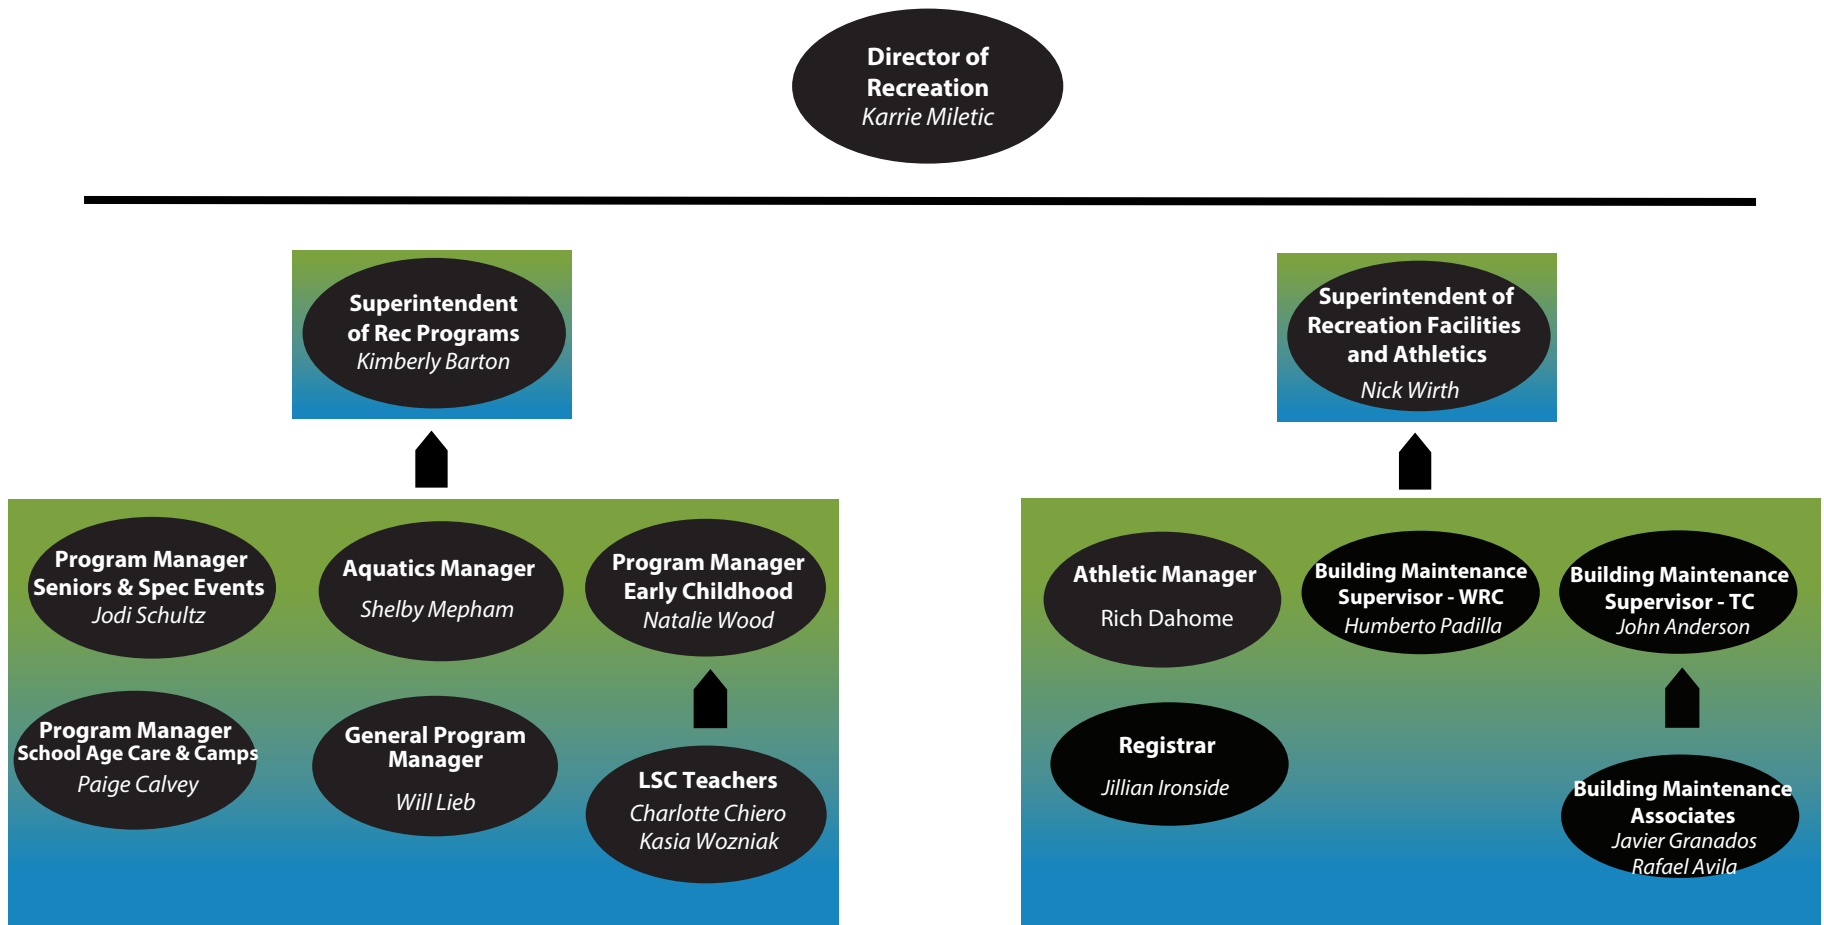 Director of
Recreation
Karrie Miletic
Superintendent
of Rec Programs
Kimberly Barton
Superintendent of
Recreation Facilities
and Athletics
Nick Wirth
Program Manager
Seniors & Spec Events
Jodi Schultz
Aquatics Manager
Shelby Mepham
Program Manager
Early Childhood
Natalie Wood
Program Manager
School Age Care & Camps
Paige Calvey
General Program
Manager
Will Lieb
LSC Teachers
Charlotte Chiero
Kasia Wozniak
Athletic Manager
Rich Dahome
Building Maintenance
Supervisor - WRC
Humberto Padilla
Building Maintenance
Supervisor - TC
John Anderson
Registrar
Jillian Ironside
Building Maintenance
Associates
Javier Granados
Rafael Avila